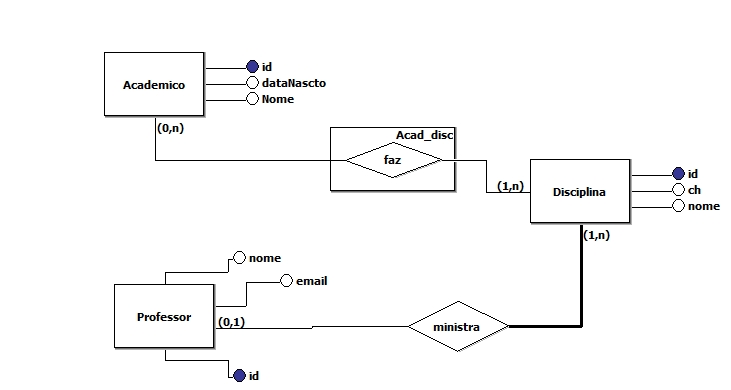 Academico
id
dataNascto
Nome
(0,n)
Acad_disc
faz
(1,n)
Disciplina
id
ch
nome
(1,n)
nome
email
Professor
(0,1)
ministra
id